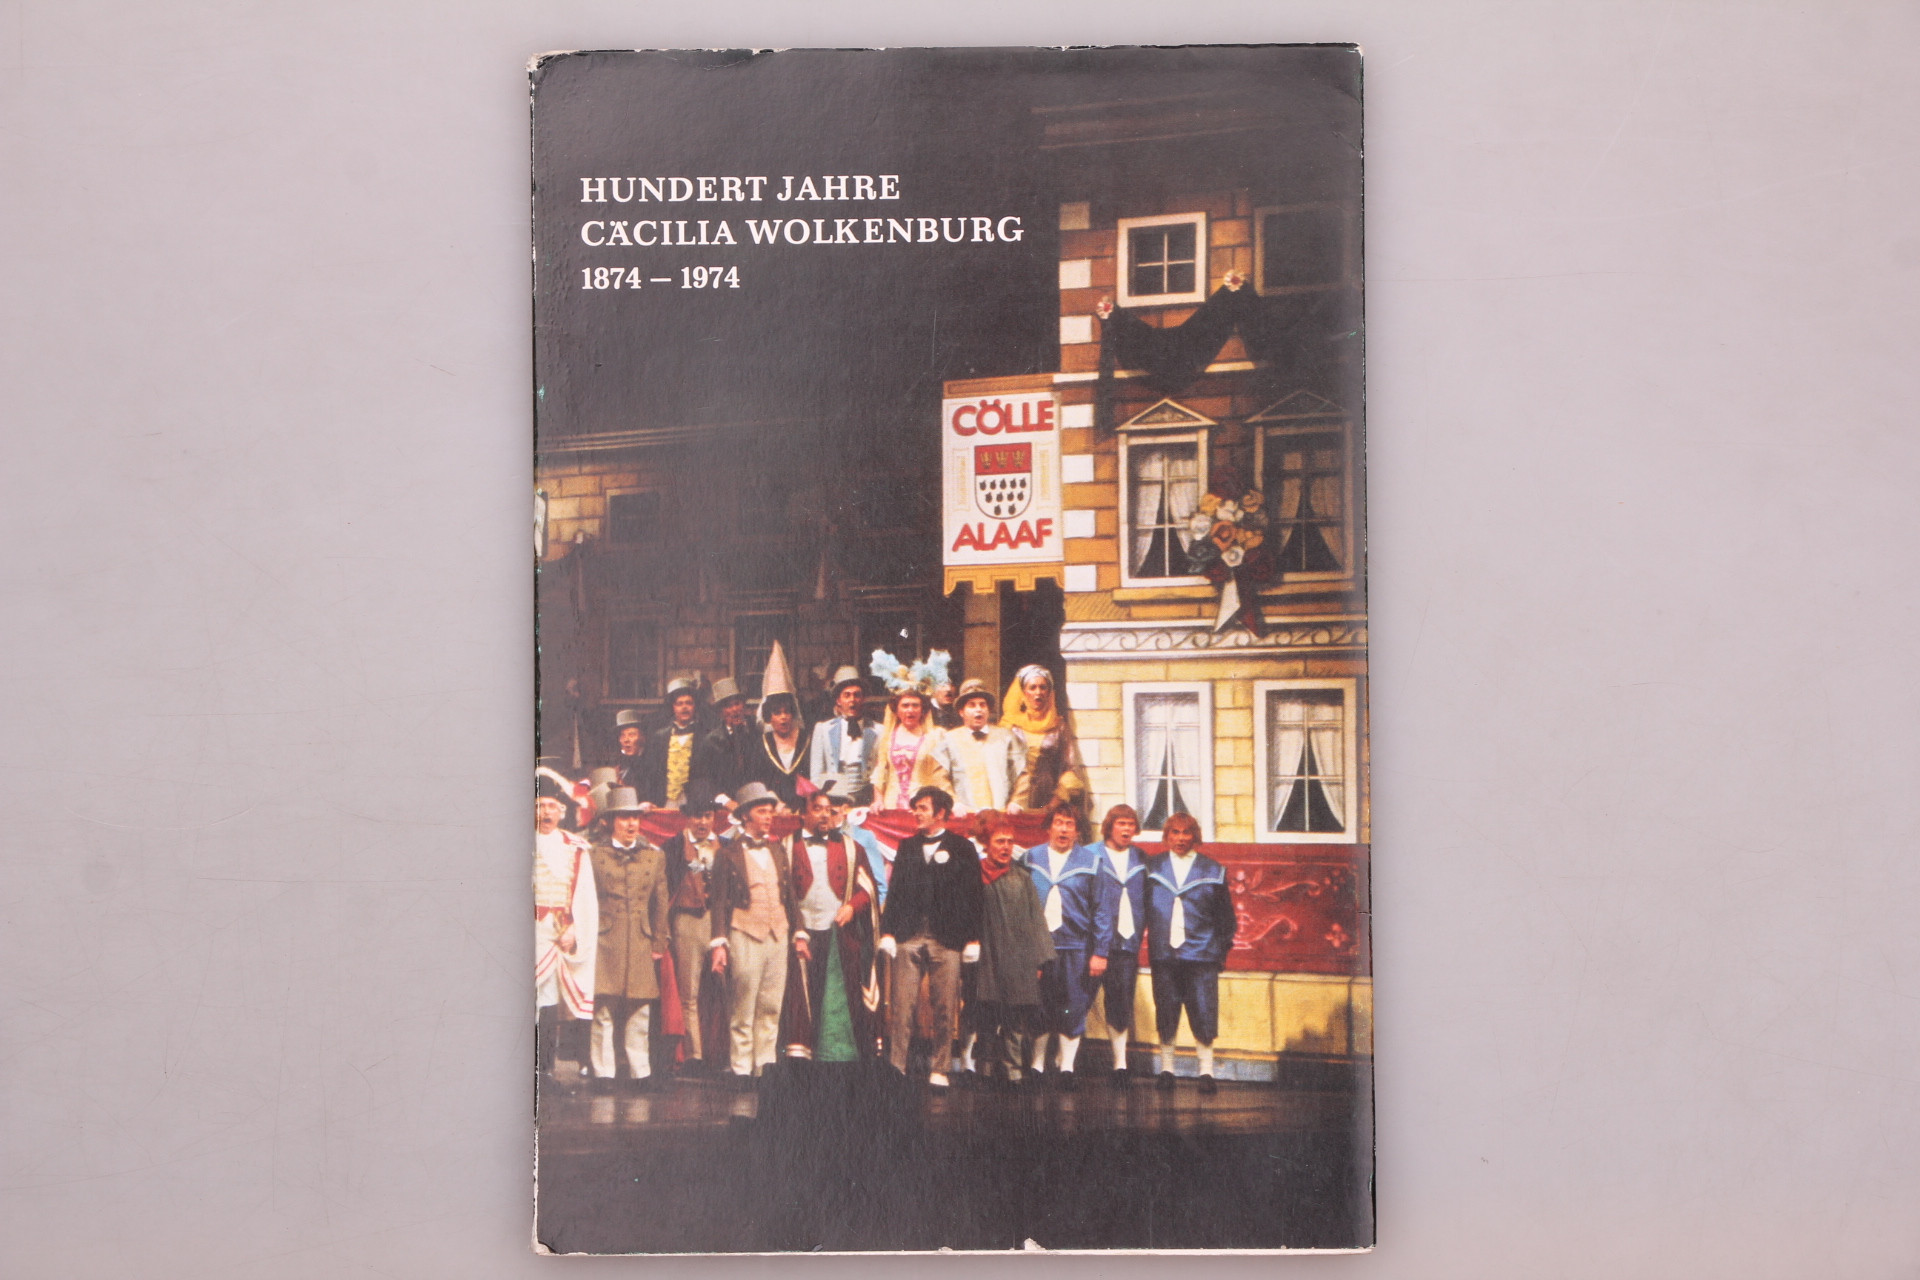 HUNDERT JAHRE
CÄCILIA WOLKENBURG
1874 – 1974
CÖLLE
ALAAF